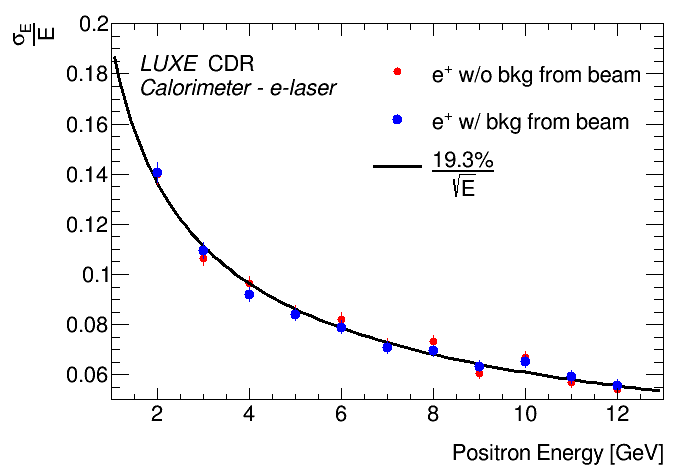 σE/E
0.2
0.18
0.16
0.14
0.12
0.1
0.08
0.06
LUXE CDR
Calorimeter - e-laser
e⁺ w/o bkg from beam
e⁺ w/ bkg from beam
19.3%
√E
2 4 6 8 10 12
Positron Energy [GeV]